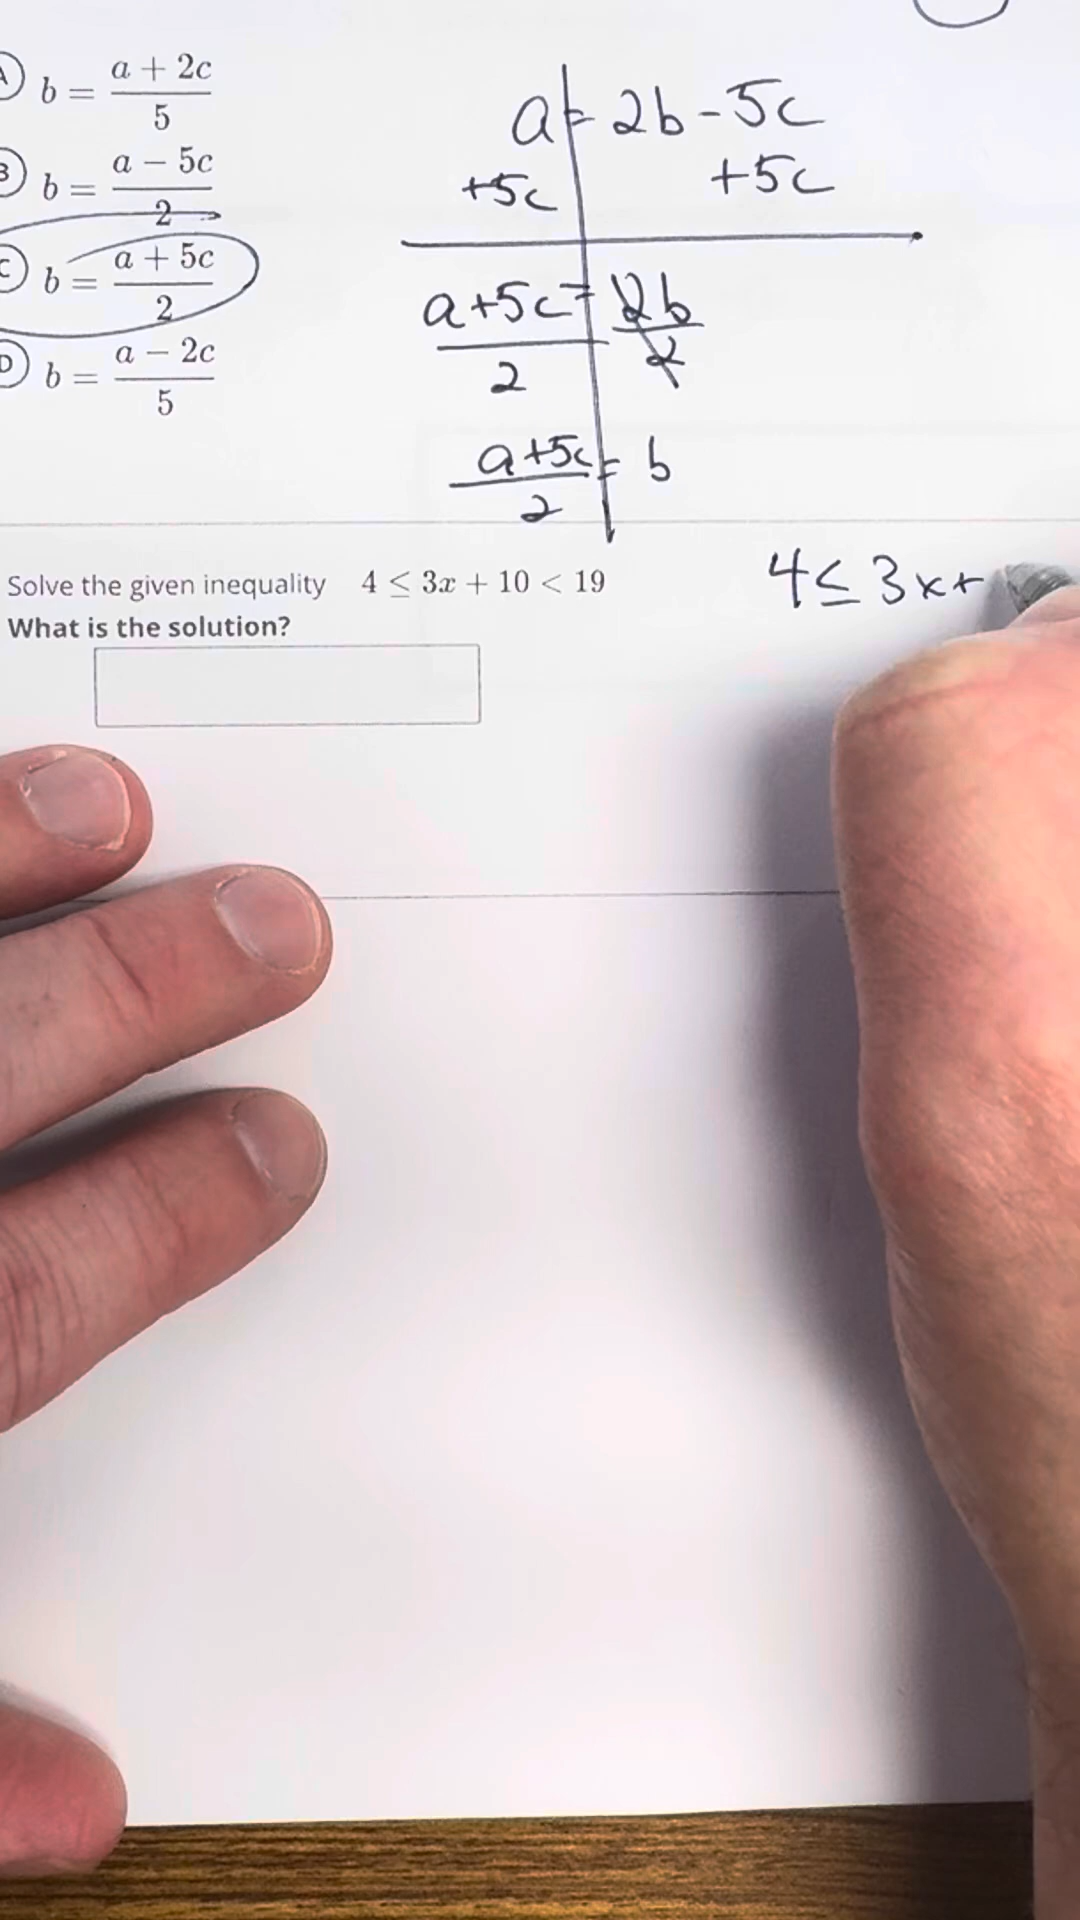 A b = (a + 2c)/5
B b = (a − 5c)/2
C b = (a + 5c)/2
D b = (a − 2c)/5
a = 2b - 5c
+5c +5c
(a+5c)/2 = 2b/2
(a+5c)/2 = b
Solve the given inequality 4 ≤ 3x + 10 < 19
What is the solution?
4 ≤ 3x +